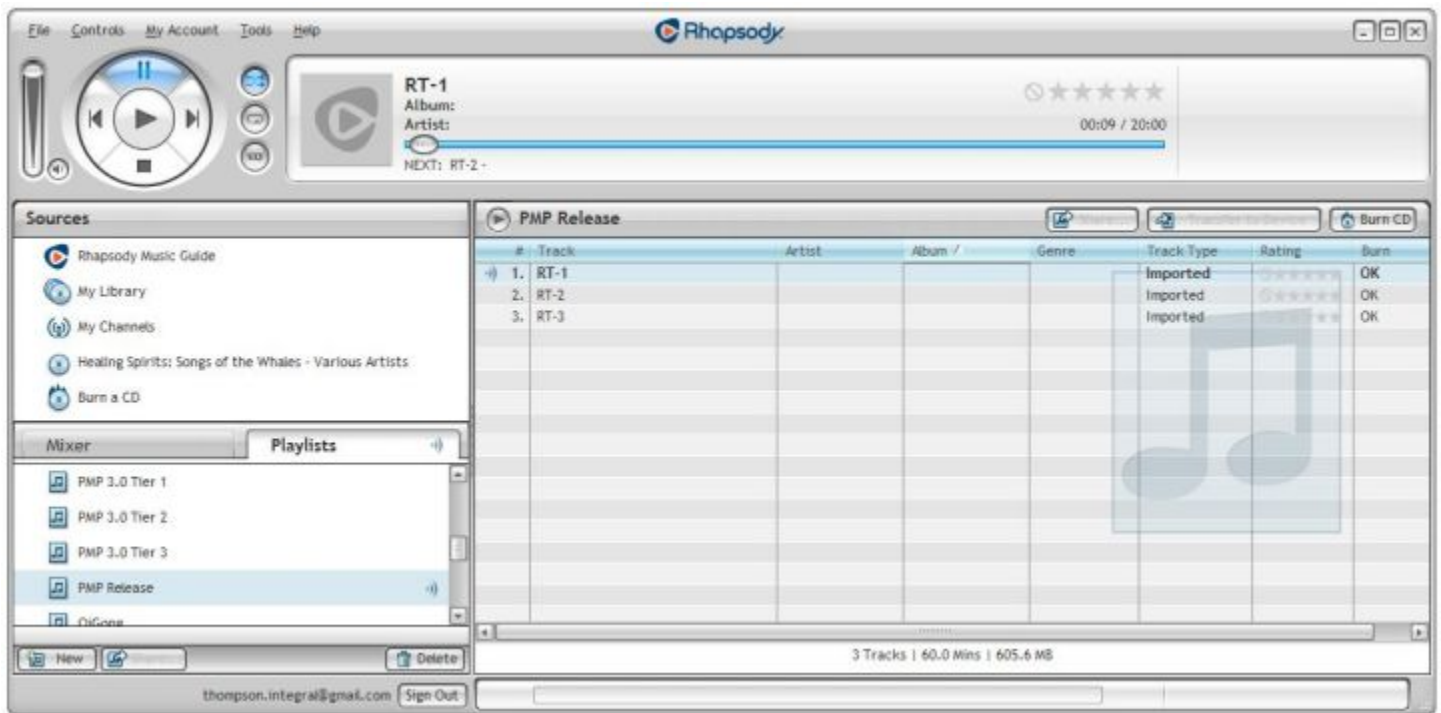 File Controls My Account Tools Help
Rhapsody
RT-1
Album:
Artist:
00:09 / 20:00
NEXT: RT-2 -
Sources
Rhapsody Music Guide
My Library
My Channels
Healing Spirits: Songs of the Whales - Various Artists
Burn a CD
Mixer Playlists
PMP 3.0 Tier 1
PMP 3.0 Tier 2
PMP 3.0 Tier 3
PMP Release
QiGong
New Delete
thompson.integral@gmail.com Sign Out
PMP Release Transfer to Device Burn CD
# Track Artist Album / Genre Track Type Rating Burn
1. RT-1 Imported OK
2. RT-2 Imported OK
3. RT-3 Imported OK
3 Tracks | 60.0 Mins | 605.6 MB